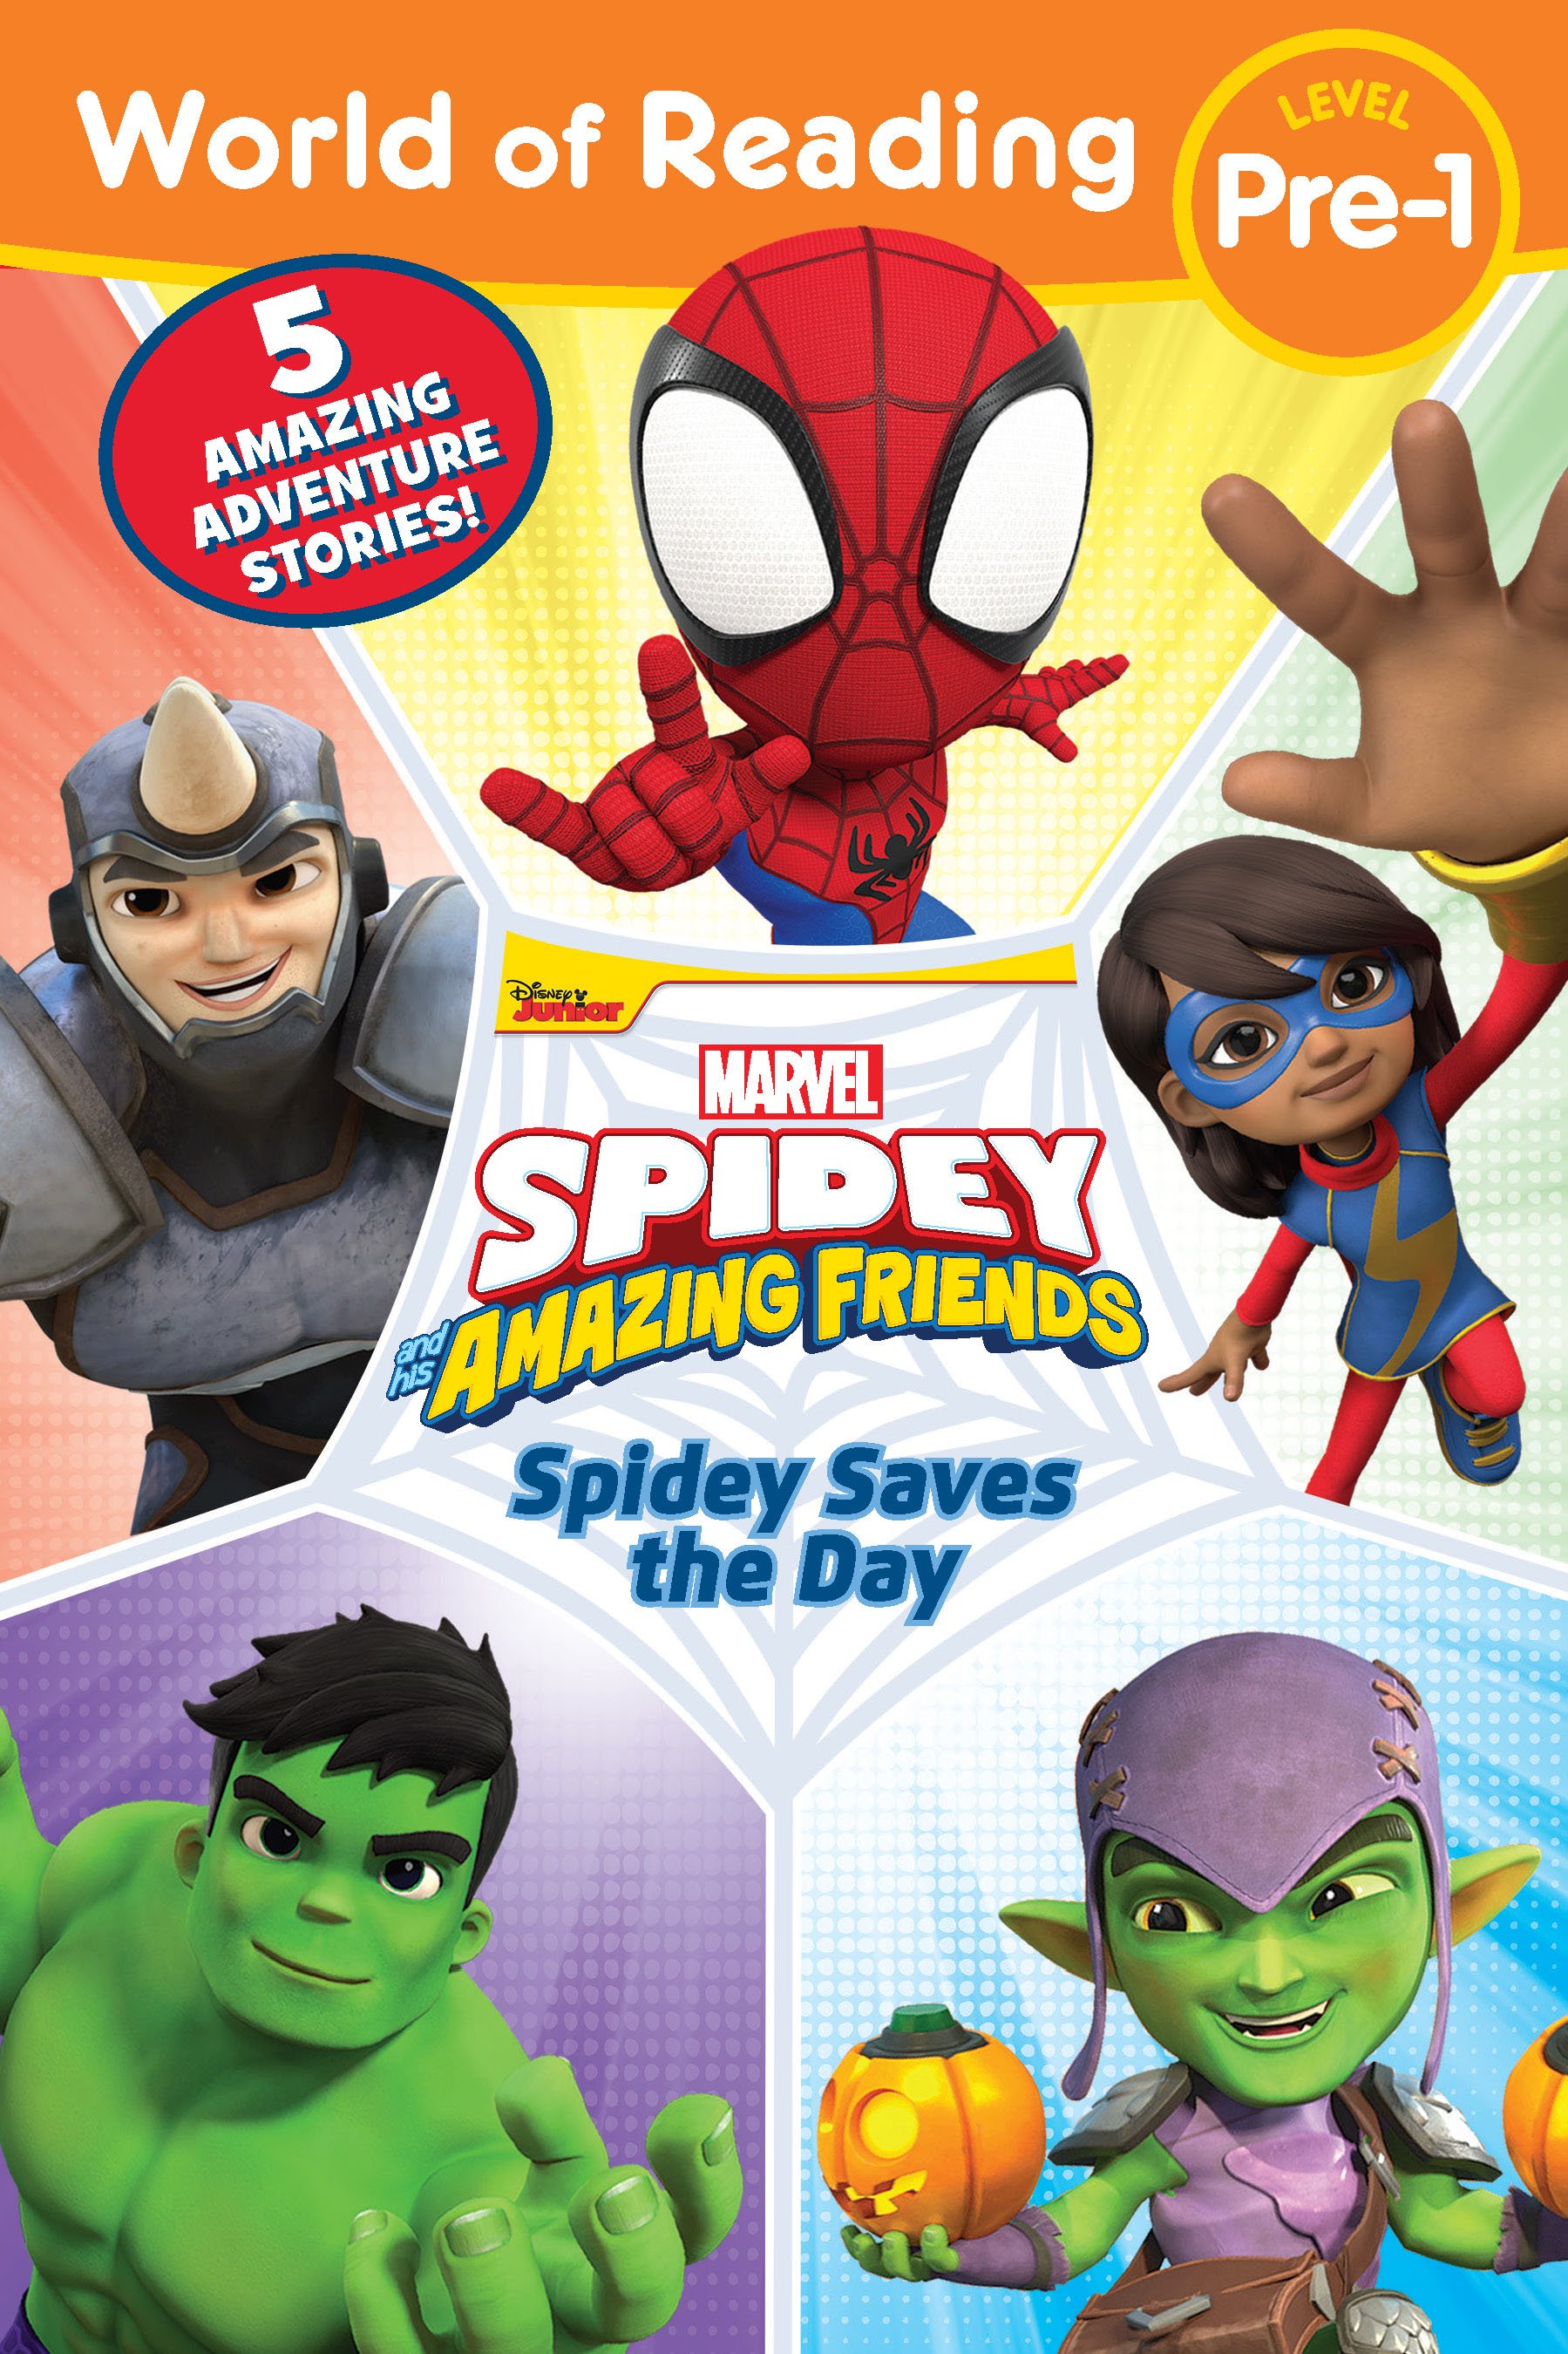 World of Reading
LEVEL
Pre-1
5
AMAZING
ADVENTURE
STORIES!
Disney
Junior
MARVEL
SPIDEY
and
his
AMAZING FRIENDS
Spidey Saves
the Day